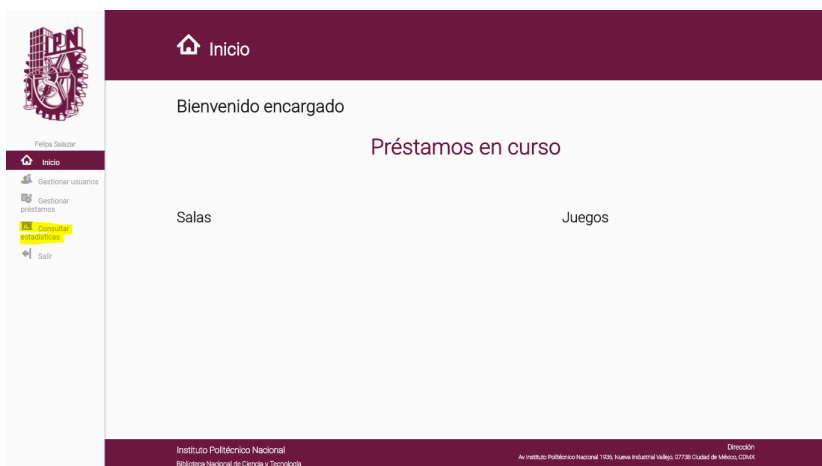 IPN
Inicio
Bienvenido encargado
Préstamos en curso
Felipa Salazar
Inicio
Gestionar usuarios
Gestionar
préstamos
Consultar
estadísticas
Salir
Salas
Juegos
Instituto Politécnico Nacional
Biblioteca Nacional de Ciencia y Tecnología
Dirección
Av Instituto Politécnico Nacional 1936, Nueva Industrial Vallejo, 07738 Ciudad de México, CDMX